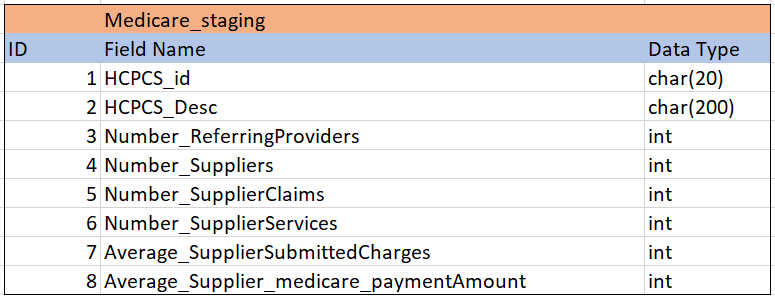 Medicare_staging
ID Field Name Data Type
1 HCPCS_id char(20)
2 HCPCS_Desc char(200)
3 Number_ReferringProviders int
4 Number_Suppliers int
5 Number_SupplierClaims int
6 Number_SupplierServices int
7 Average_SupplierSubmittedCharges int
8 Average_Supplier_medicare_paymentAmount int